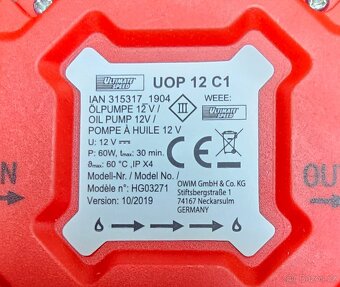 ULTIMATE SPEED
UOP 12 C1
IAN 315317 1904
ÖLPUMPE 12 V /
OIL PUMP 12V /
POMPE À HUILE 12 V
U: 12 V
P: 60W, tmax: 30 min.
ϑmax: 60 °C ,IP X4
III
WEEE:
ULTIMATE SPEED
CE
Modell-Nr. / Model No. /
Modèle n°: HG03271
Version: 10/2019
OWIM GmbH & Co. KG
Stiftsbergstraße 1
74167 Neckarsulm
GERMANY
IN